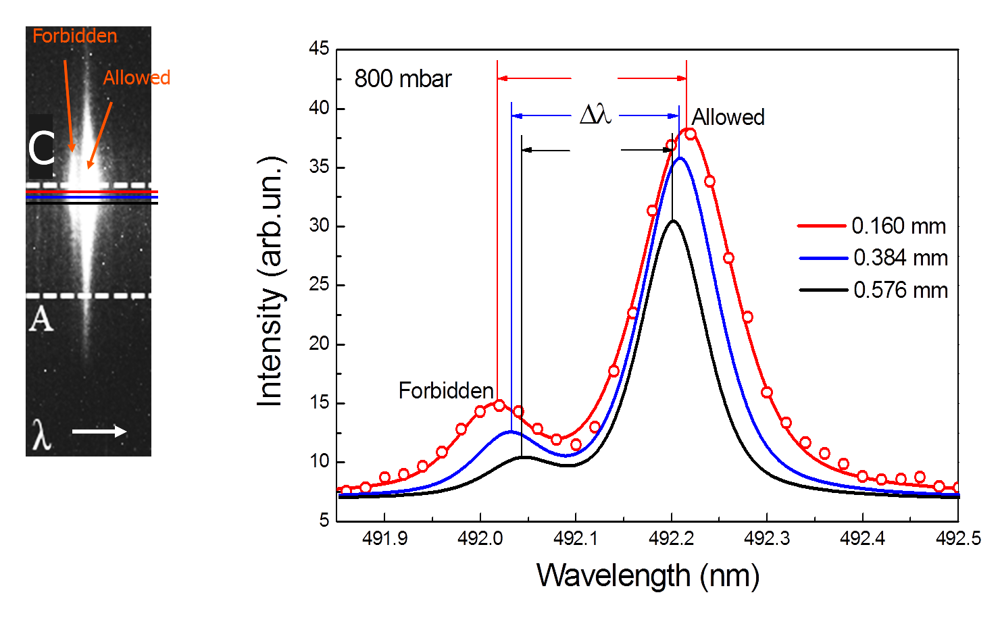 Forbidden
Allowed
C
A
λ
800 mbar
Δλ
Allowed
Forbidden
0.160 mm
0.384 mm
0.576 mm
Intensity (arb.un.)
45
40
35
30
25
20
15
10
5
491.9 492.0 492.1 492.2 492.3 492.4 492.5
Wavelength (nm)